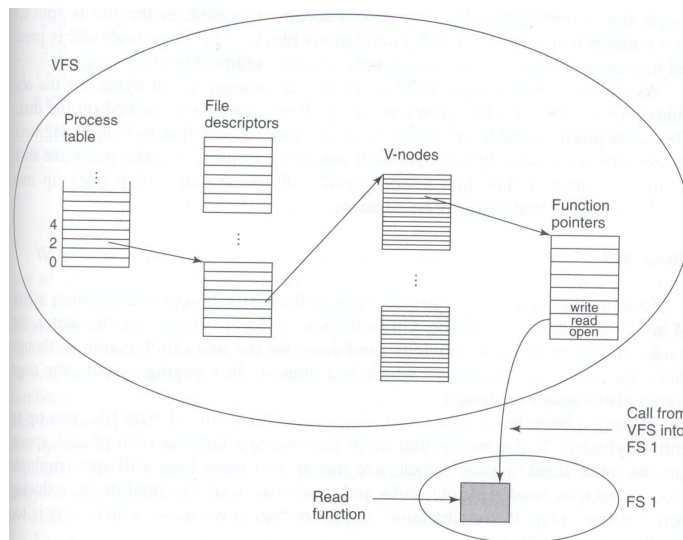 VFS
Process
table
File
descriptors
V-nodes
Function
pointers
4
2
0
write
read
open
Call from
VFS into
FS 1
Read
function
FS 1